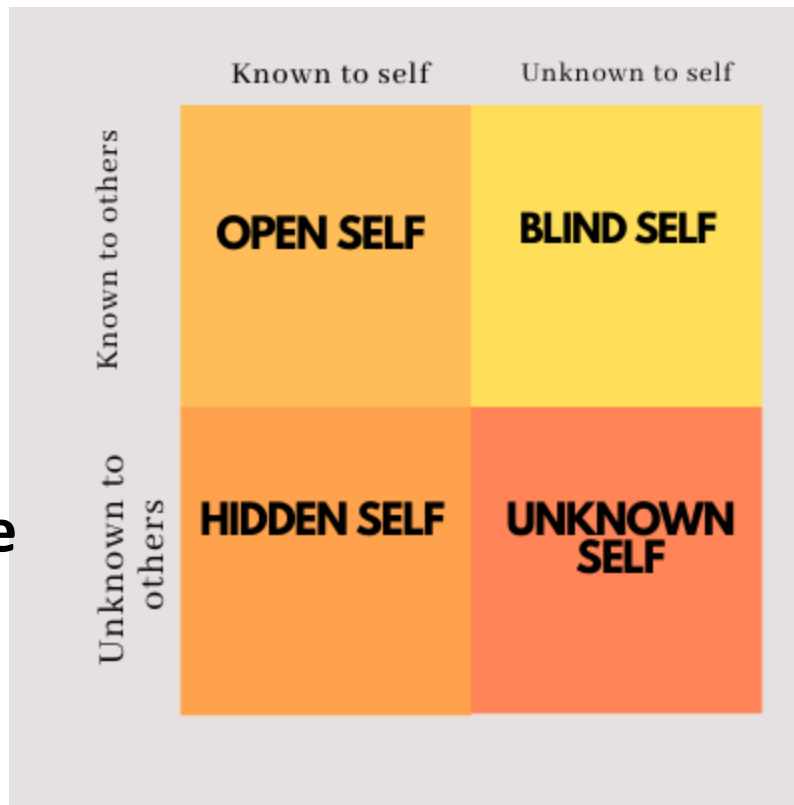 Known to self
Unknown to self
Known to others
OPEN SELF
BLIND SELF
Unknown to
others
HIDDEN SELF
UNKNOWN
SELF
e